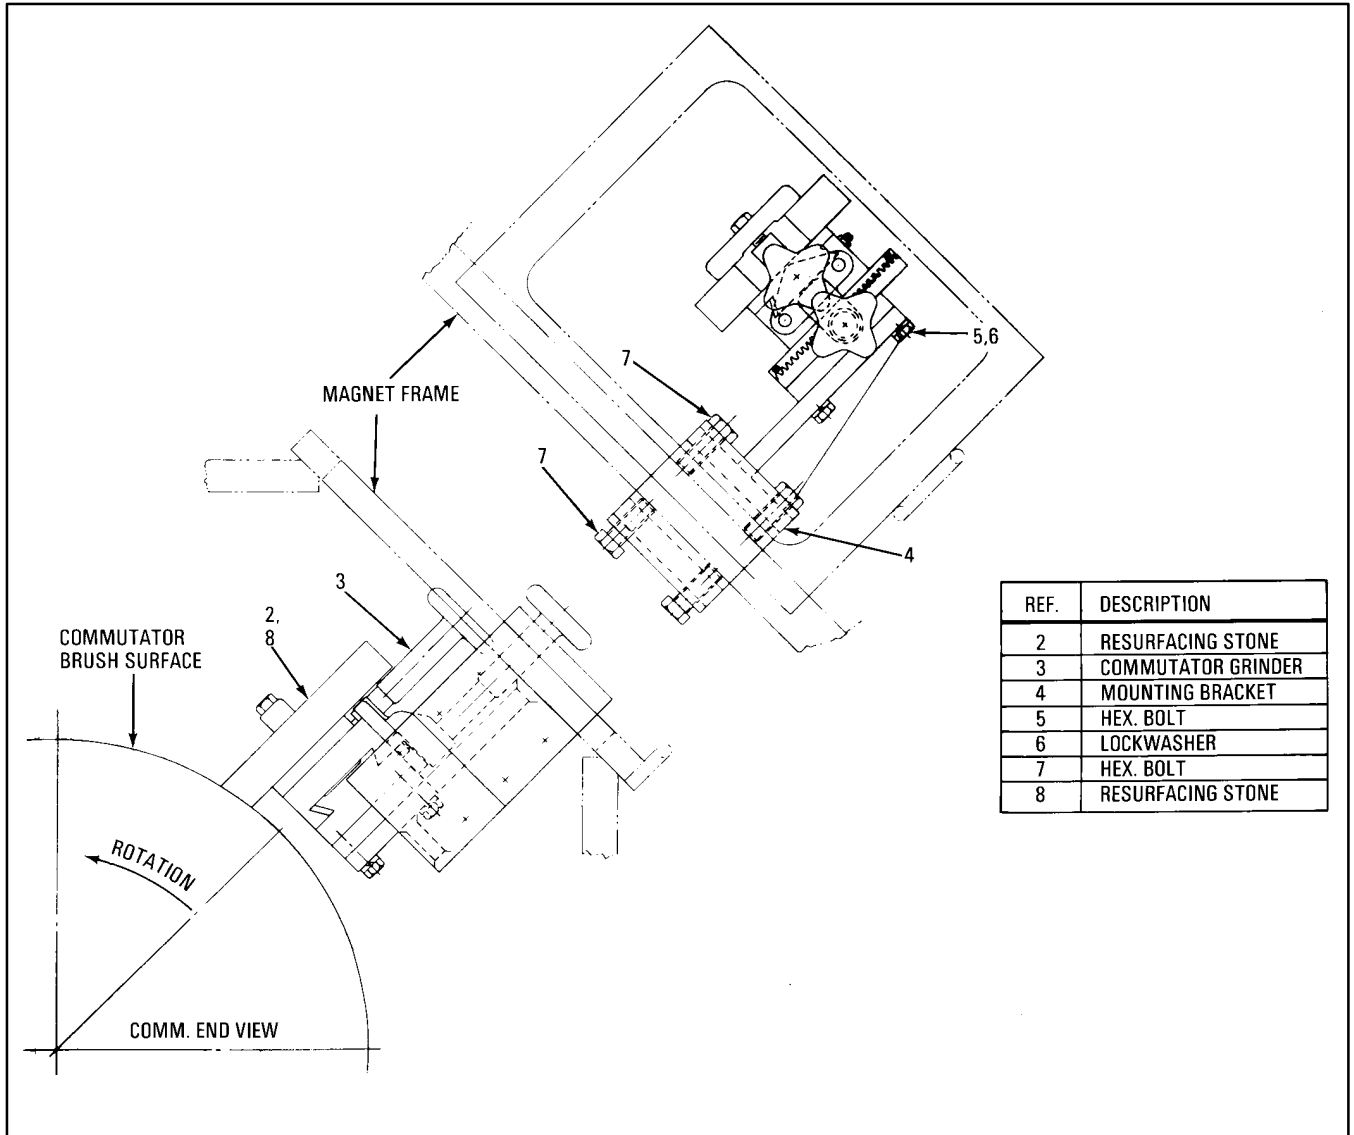 5,6
7
MAGNET FRAME
7
4
3
2,
8
COMMUTATOR
BRUSH SURFACE
ROTATION
COMM. END VIEW
REF. DESCRIPTION
2 RESURFACING STONE
3 COMMUTATOR GRINDER
4 MOUNTING BRACKET
5 HEX. BOLT
6 LOCKWASHER
7 HEX. BOLT
8 RESURFACING STONE